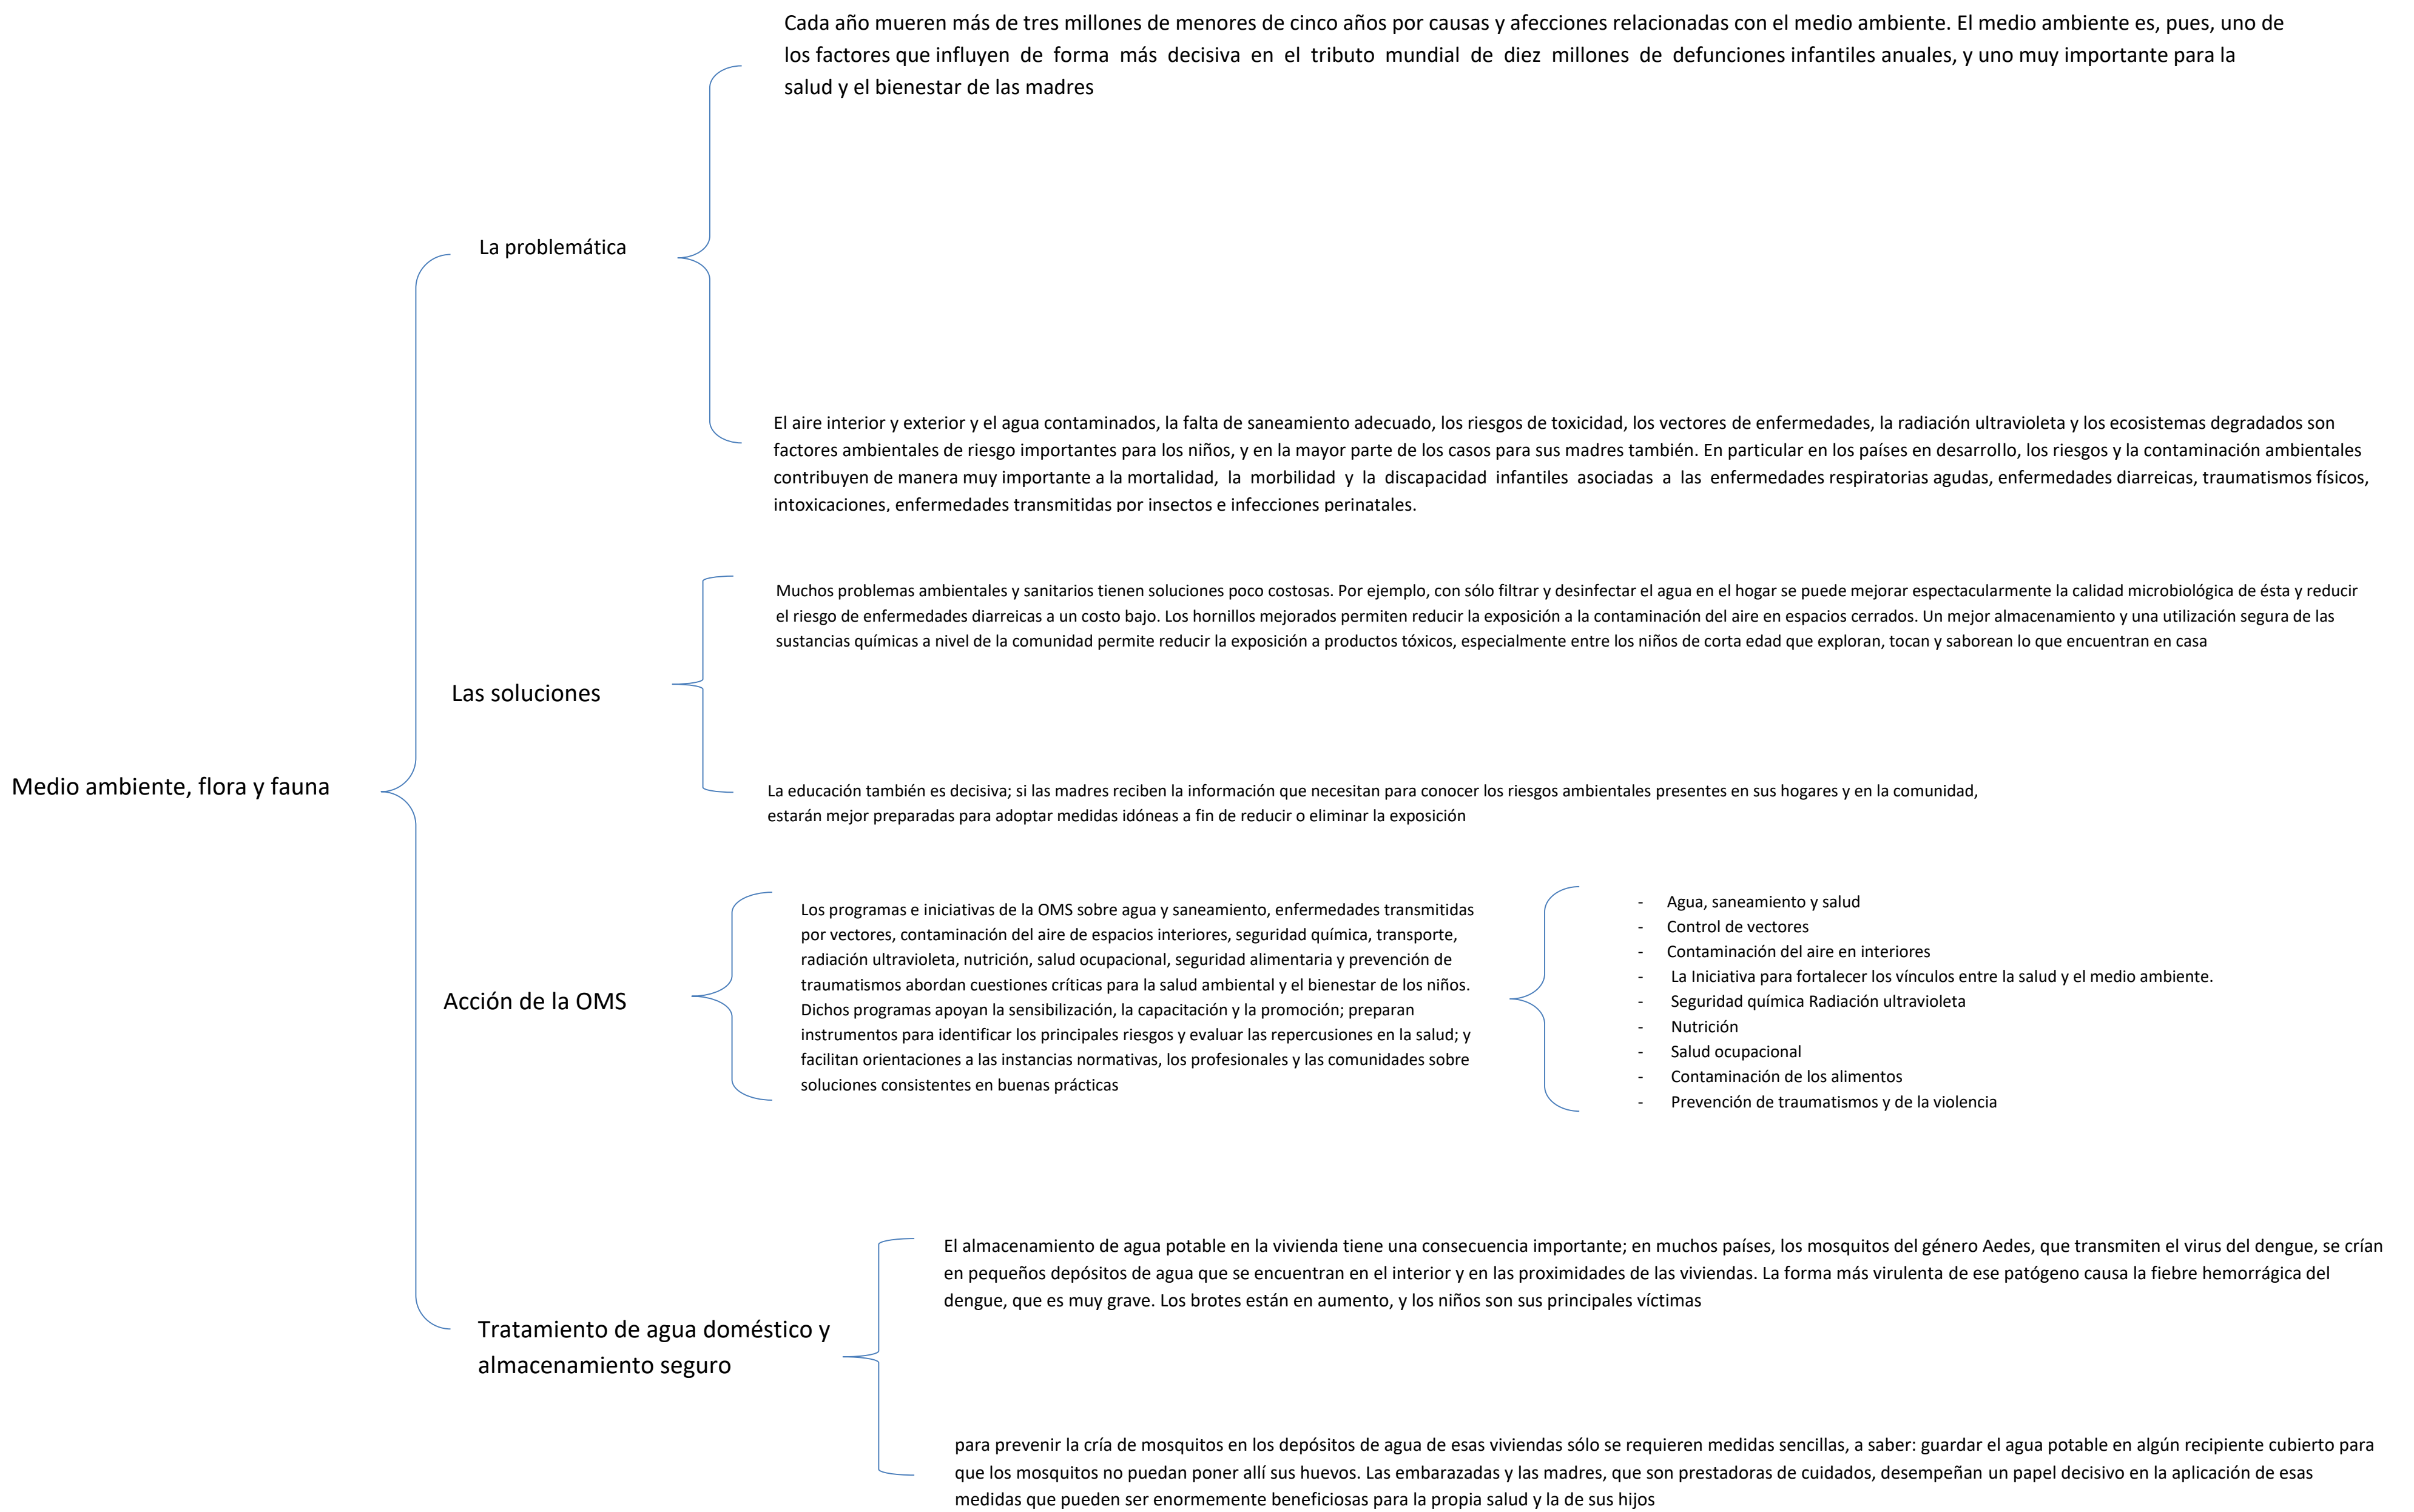 Cada año mueren más de tres millones de menores de cinco años por causas y afecciones relacionadas con el medio ambiente. El medio ambiente es, pues, uno de
los factores que influyen de forma más decisiva en el tributo mundial de diez millones de defunciones infantiles anuales, y uno muy importante para la
salud y el bienestar de las madres
La problemática
El aire interior y exterior y el agua contaminados, la falta de saneamiento adecuado, los riesgos de toxicidad, los vectores de enfermedades, la radiación ultravioleta y los ecosistemas degradados son
factores ambientales de riesgo importantes para los niños, y en la mayor parte de los casos para sus madres también. En particular en los países en desarrollo, los riesgos y la contaminación ambientales
contribuyen de manera muy importante a la mortalidad, la morbilidad y la discapacidad infantiles asociadas a las enfermedades respiratorias agudas, enfermedades diarreicas, traumatismos físicos,
intoxicaciones, enfermedades transmitidas por insectos e infecciones perinatales.
Muchos problemas ambientales y sanitarios tienen soluciones poco costosas. Por ejemplo, con sólo filtrar y desinfectar el agua en el hogar se puede mejorar espectacularmente la calidad microbiológica de ésta y reducir
el riesgo de enfermedades diarreicas a un costo bajo. Los hornillos mejorados permiten reducir la exposición a la contaminación del aire en espacios cerrados. Un mejor almacenamiento y una utilización segura de las
sustancias químicas a nivel de la comunidad permite reducir la exposición a productos tóxicos, especialmente entre los niños de corta edad que exploran, tocan y saborean lo que encuentran en casa
Las soluciones
Medio ambiente, flora y fauna
La educación también es decisiva; si las madres reciben la información que necesitan para conocer los riesgos ambientales presentes en sus hogares y en la comunidad,
estarán mejor preparadas para adoptar medidas idóneas a fin de reducir o eliminar la exposición
Acción de la OMS
Los programas e iniciativas de la OMS sobre agua y saneamiento, enfermedades transmitidas
por vectores, contaminación del aire de espacios interiores, seguridad química, transporte,
radiación ultravioleta, nutrición, salud ocupacional, seguridad alimentaria y prevención de
traumatismos abordan cuestiones críticas para la salud ambiental y el bienestar de los niños.
Dichos programas apoyan la sensibilización, la capacitación y la promoción; preparan
instrumentos para identificar los principales riesgos y evaluar las repercusiones en la salud; y
facilitan orientaciones a las instancias normativas, los profesionales y las comunidades sobre
soluciones consistentes en buenas prácticas
- Agua, saneamiento y salud
- Control de vectores
- Contaminación del aire en interiores
- La Iniciativa para fortalecer los vínculos entre la salud y el medio ambiente.
- Seguridad química Radiación ultravioleta
- Nutrición
- Salud ocupacional
- Contaminación de los alimentos
- Prevención de traumatismos y de la violencia
El almacenamiento de agua potable en la vivienda tiene una consecuencia importante; en muchos países, los mosquitos del género Aedes, que transmiten el virus del dengue, se crían
en pequeños depósitos de agua que se encuentran en el interior y en las proximidades de las viviendas. La forma más virulenta de ese patógeno causa la fiebre hemorrágica del
dengue, que es muy grave. Los brotes están en aumento, y los niños son sus principales víctimas
Tratamiento de agua doméstico y
almacenamiento seguro
para prevenir la cría de mosquitos en los depósitos de agua de esas viviendas sólo se requieren medidas sencillas, a saber: guardar el agua potable en algún recipiente cubierto para
que los mosquitos no puedan poner allí sus huevos. Las embarazadas y las madres, que son prestadoras de cuidados, desempeñan un papel decisivo en la aplicación de esas
medidas que pueden ser enormemente beneficiosas para la propia salud y la de sus hijos